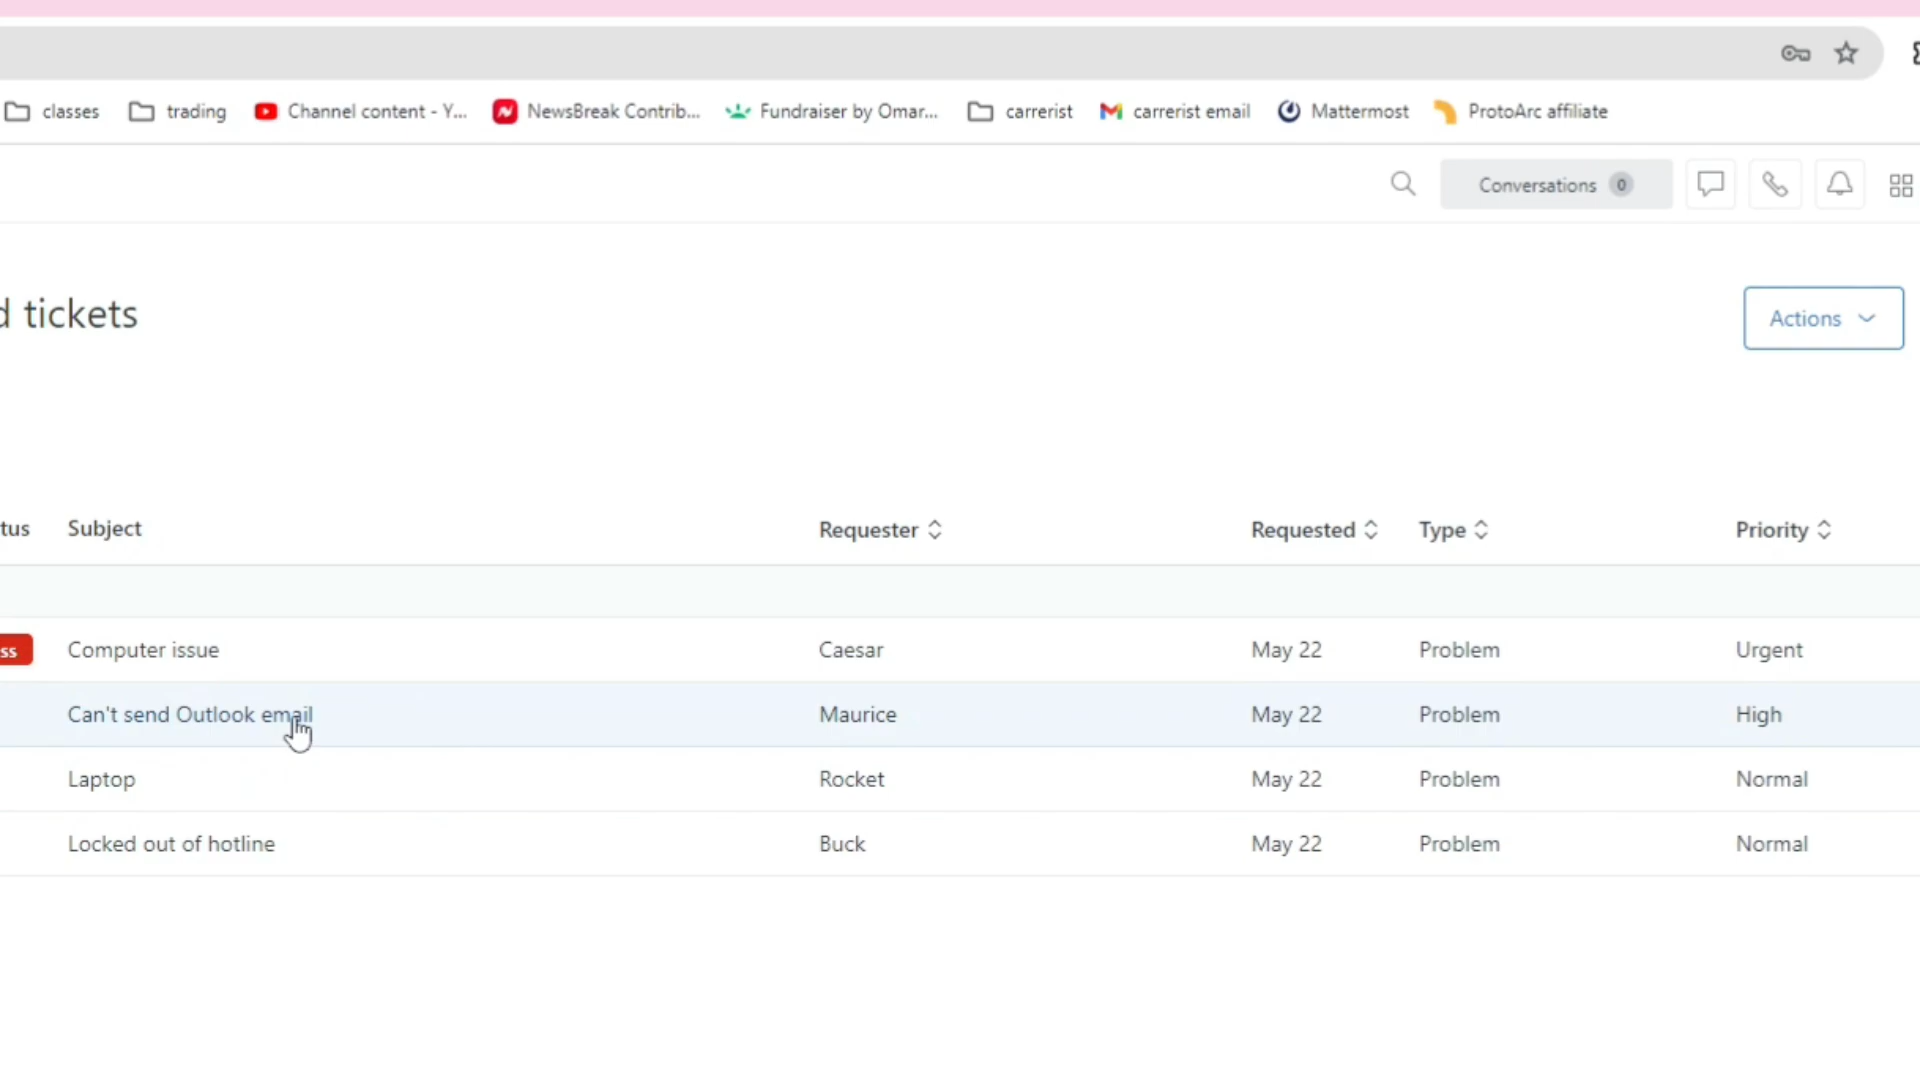 classes trading Channel content - Y... NewsBreak Contrib... Fundraiser by Omar... carrerist carrerist email Mattermost ProtoArc affiliate
Conversations 0
d tickets
Actions
tus Subject Requester Requested Type Priority
ss Computer issue Caesar May 22 Problem Urgent
Can't send Outlook email Maurice May 22 Problem High
Laptop Rocket May 22 Problem Normal
Locked out of hotline Buck May 22 Problem Normal